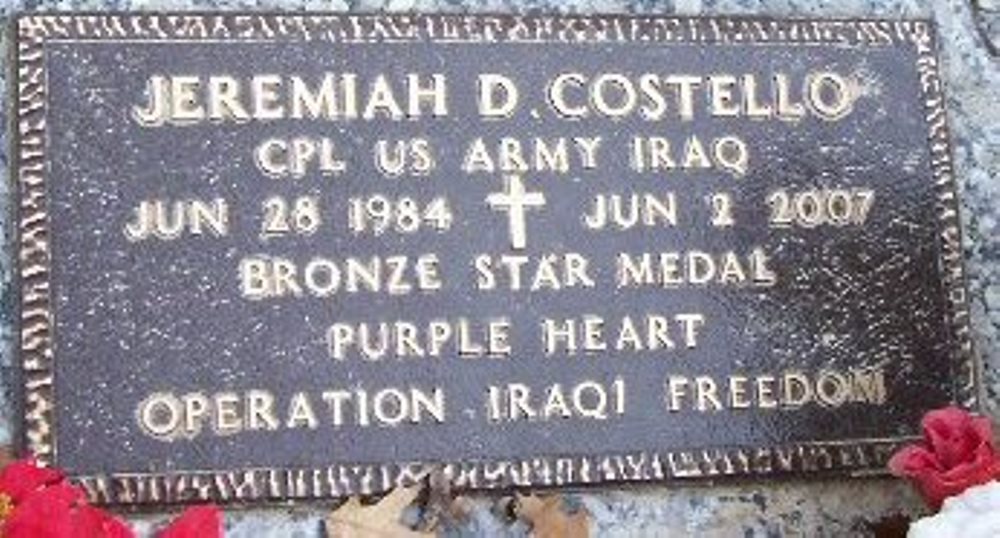 JEREMIAH D. COSTELLO
CPL US ARMY IRAQ
JUN 28 1984 JUN 2 2007
BRONZE STAR MEDAL
PURPLE HEART
OPERATION IRAQI FREEDOM